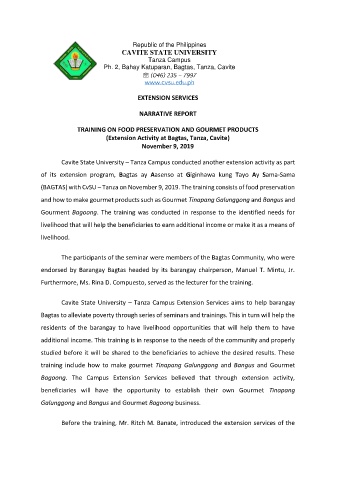 Republic of the Philippines
CAVITE STATE UNIVERSITY
Tanza Campus
Ph. 2, Bahay Katuparan, Bagtas, Tanza, Cavite
☏ (046) 235 – 7997
www.cvsu.edu.ph
EXTENSION SERVICES
NARRATIVE REPORT
TRAINING ON FOOD PRESERVATION AND GOURMET PRODUCTS
(Extension Activity at Bagtas, Tanza, Cavite)
November 9, 2019
Cavite State University – Tanza Campus conducted another extension activity as part
of its extension program, Bagtas ay Aasenso at Giginhawa kung Tayo Ay Sama-Sama
(BAGTAS) with CvSU – Tanza on November 9, 2019. The training consists of food preservation
and how to make gourmet products such as Gourmet Tinapang Galunggong and Bangus and
Gourment Bagoong. The training was conducted in response to the identified needs for
livelihood that will help the beneficiaries to earn additional income or make it as a means of
livelihood.
The participants of the seminar were members of the Bagtas Community, who were
endorsed by Barangay Bagtas headed by its barangay chairperson, Manuel T. Mintu, Jr.
Furthermore, Ms. Rina D. Compuesto, served as the lecturer for the training.
Cavite State University – Tanza Campus Extension Services aims to help barangay
Bagtas to alleviate poverty through series of seminars and trainings. This in turn will help the
residents of the barangay to have livelihood opportunities that will help them to have
additional income. This training is in response to the needs of the community and properly
studied before it will be shared to the beneficiaries to achieve the desired results. These
training include how to make gourmet Tinapang Galunggong and Bangus and Gourmet
Bagoong. The Campus Extension Services believed that through extension activity,
beneficiaries will have the opportunity to establish their own Gourmet Tinapang
Galunggong and Bangus and Gourmet Bagoong business.
Before the training, Mr. Ritch M. Banate, introduced the extension services of the